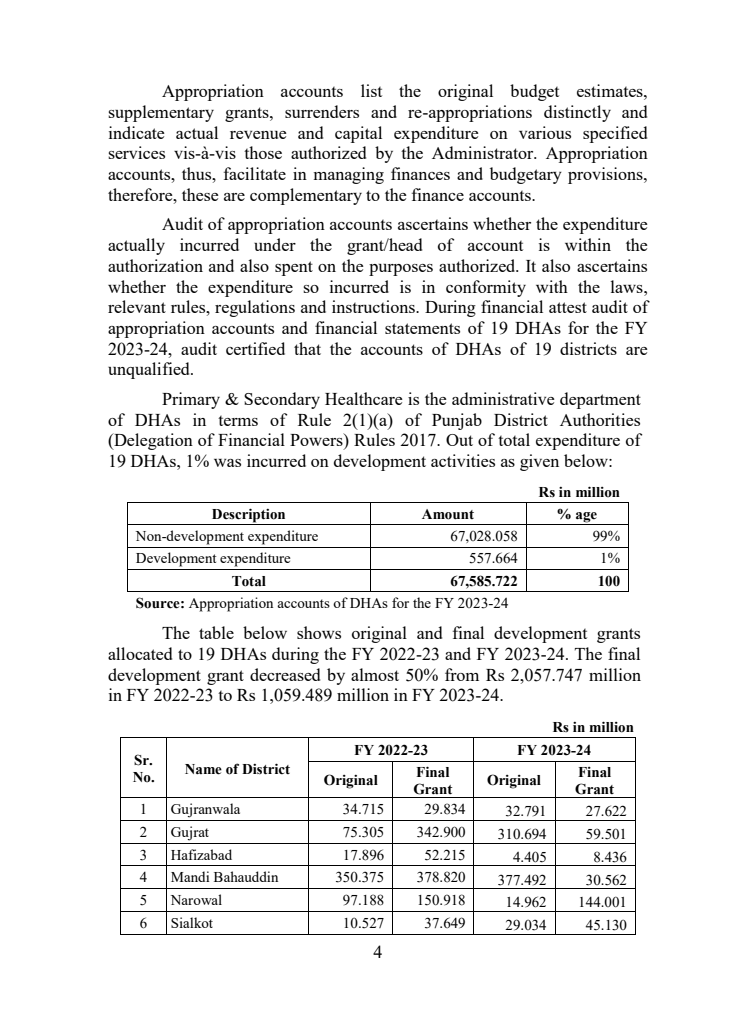 Appropriation accounts list the original budget estimates,
supplementary grants, surrenders and re-appropriations distinctly and
indicate actual revenue and capital expenditure on various specified
services vis-à-vis those authorized by the Administrator. Appropriation
accounts, thus, facilitate in managing finances and budgetary provisions,
therefore, these are complementary to the finance accounts.
Audit of appropriation accounts ascertains whether the expenditure
actually incurred under the grant/head of account is within the
authorization and also spent on the purposes authorized. It also ascertains
whether the expenditure so incurred is in conformity with the laws,
relevant rules, regulations and instructions. During financial attest audit of
appropriation accounts and financial statements of 19 DHAs for the FY
2023-24, audit certified that the accounts of DHAs of 19 districts are
unqualified.
Primary & Secondary Healthcare is the administrative department
of DHAs in terms of Rule 2(1)(a) of Punjab District Authorities
(Delegation of Financial Powers) Rules 2017. Out of total expenditure of
19 DHAs, 1% was incurred on development activities as given below:
Rs in million
Description Amount % age
Non-development expenditure 67,028.058 99%
Development expenditure 557.664 1%
Total 67,585.722 100
Source: Appropriation accounts of DHAs for the FY 2023-24
The table below shows original and final development grants
allocated to 19 DHAs during the FY 2022-23 and FY 2023-24. The final
development grant decreased by almost 50% from Rs 2,057.747 million
in FY 2022-23 to Rs 1,059.489 million in FY 2023-24.
Rs in million
Sr. No. Name of District FY 2022-23 FY 2023-24
Original Final Grant Original Final Grant
1 Gujranwala 34.715 29.834 32.791 27.622
2 Gujrat 75.305 342.900 310.694 59.501
3 Hafizabad 17.896 52.215 4.405 8.436
4 Mandi Bahauddin 350.375 378.820 377.492 30.562
5 Narowal 97.188 150.918 14.962 144.001
6 Sialkot 10.527 37.649 29.034 45.130
4